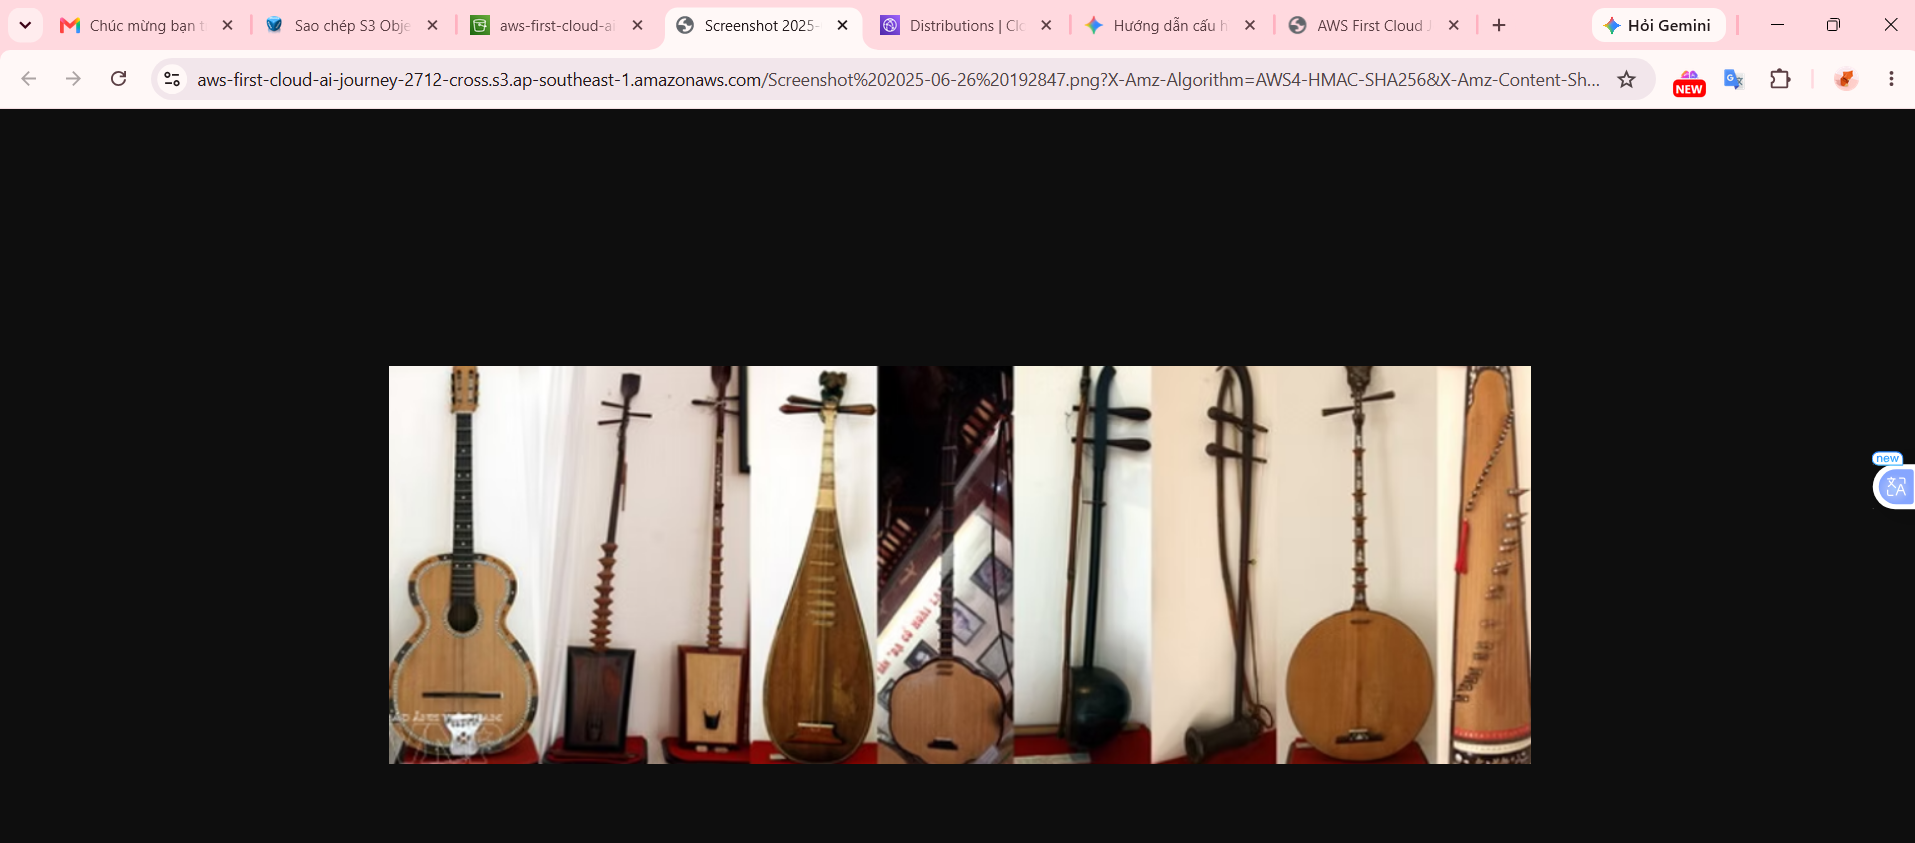 Chúc mừng bạn t
Sao chép S3 Obje
aws-first-cloud-ai
Screenshot 2025-
Distributions | Clo
Hướng dẫn cấu h
AWS First Cloud J
Hỏi Gemini
aws-first-cloud-ai-journey-2712-cross.s3.ap-southeast-1.amazonaws.com/Screenshot%202025-06-26%20192847.png?X-Amz-Algorithm=AWS4-HMAC-SHA256&X-Amz-Content-Sh...
NEW
new